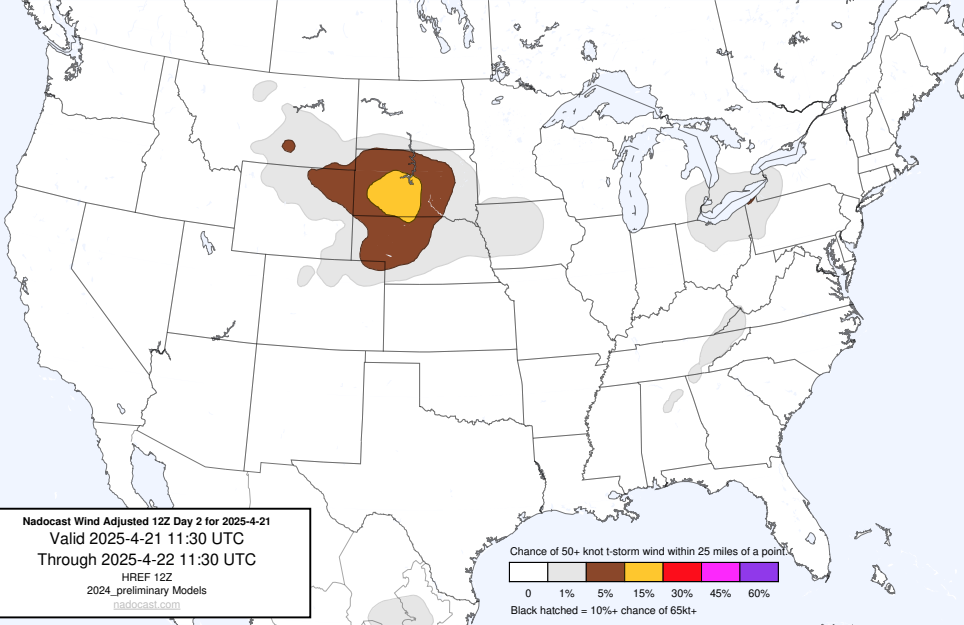 Nadocast Wind Adjusted 12Z Day 2 for 2025-4-21
Valid 2025-4-21 11:30 UTC
Through 2025-4-22 11:30 UTC
HREF 12Z
2024_preliminary Models
nadocast.com
Chance of 50+ knot t-storm wind within 25 miles of a point.
0 1% 5% 15% 30% 45% 60%
Black hatched = 10%+ chance of 65kt+